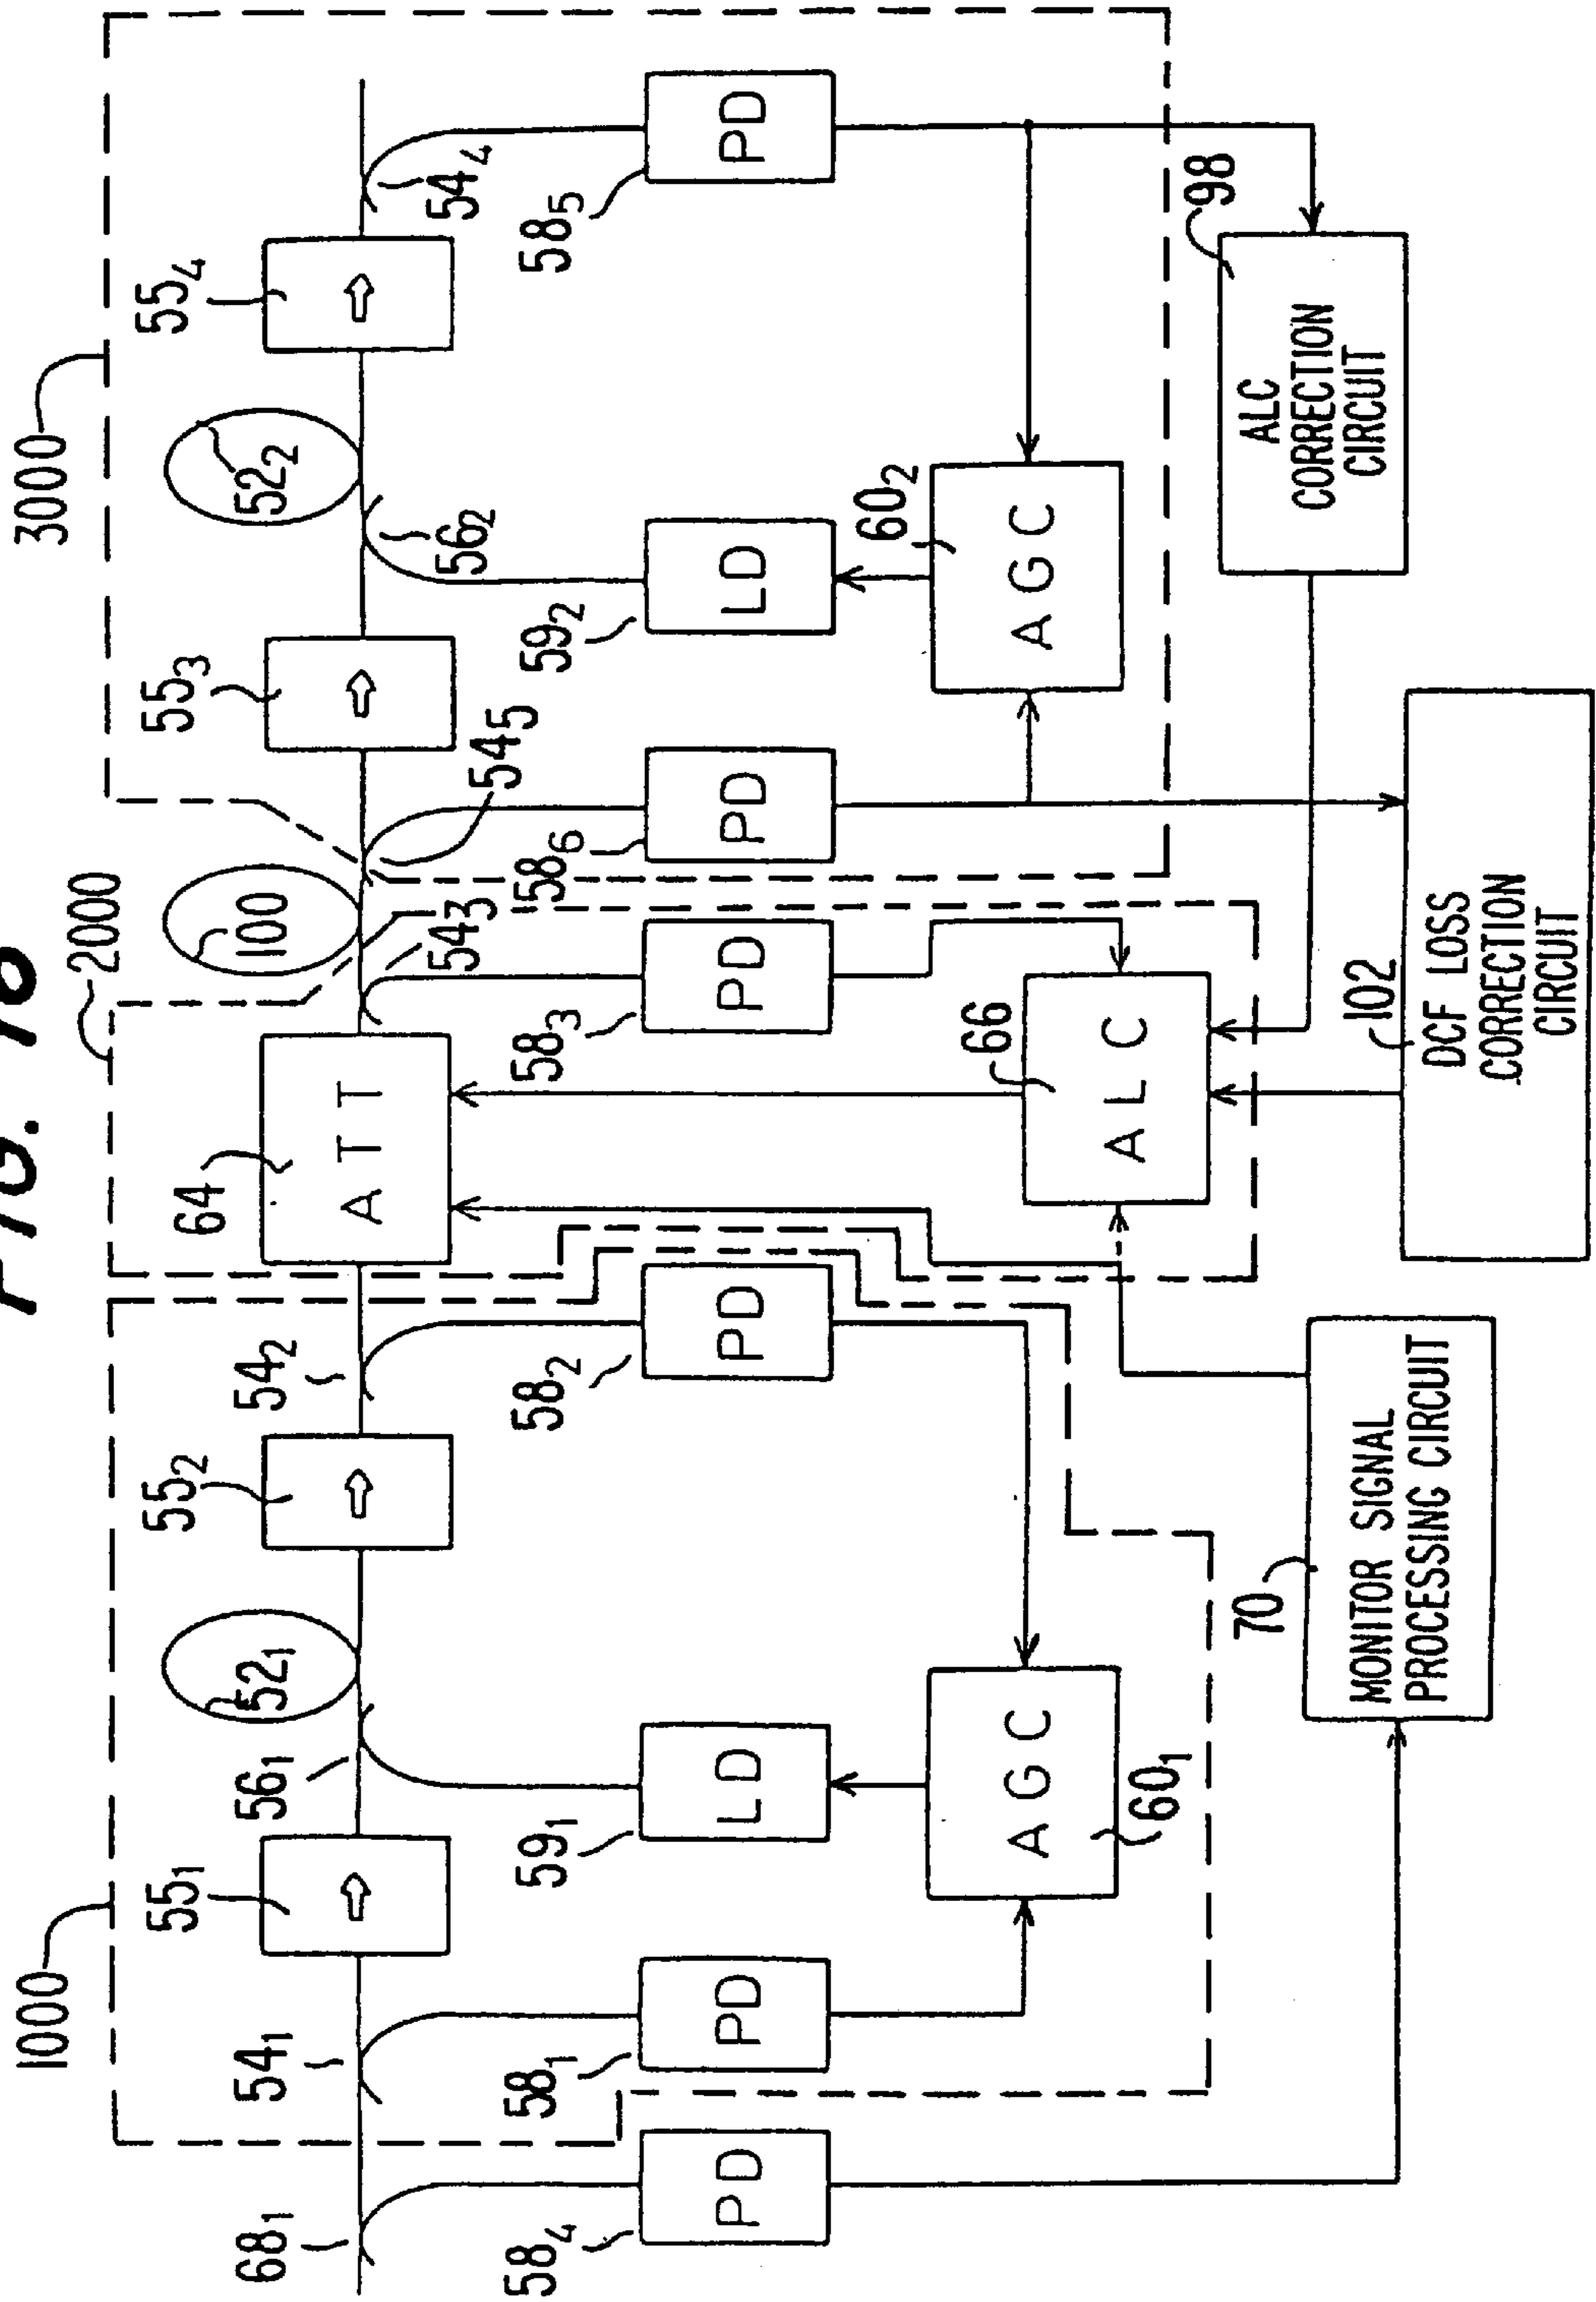 FIG. 18
1000
2000
3000
68₁
54₁
55₁
56₁
52₁
55₂
54₂
64
ATT
54₃
100
54₅
55₃
56₂
52₂
55₄
54₄
58₄
PD
58₁
PD
59₁
LD
58₂
PD
58₃
PD
58₆
PD
59₂
LD
58₅
PD
AGC
60₁
66
ALC
60₂
AGC
70
MONITOR SIGNAL
PROCESSING CIRCUIT
102
DCF LOSS
CORRECTION
CIRCUIT
98
ALC
CORRECTION
CIRCUIT